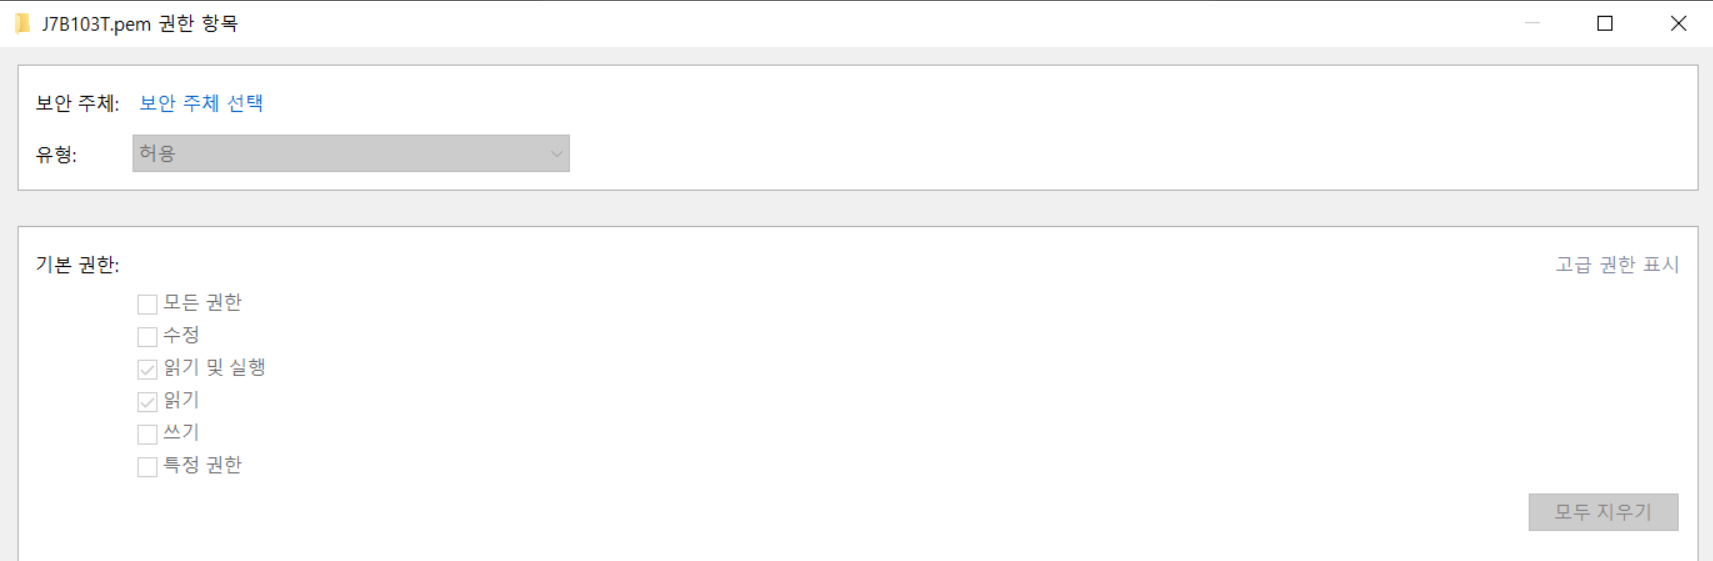 J7B103T.pem 권한 항목
보안 주체: 보안 주체 선택
유형: 허용
기본 권한: 고급 권한 표시
모든 권한
수정
읽기 및 실행
읽기
쓰기
특정 권한
모두 지우기